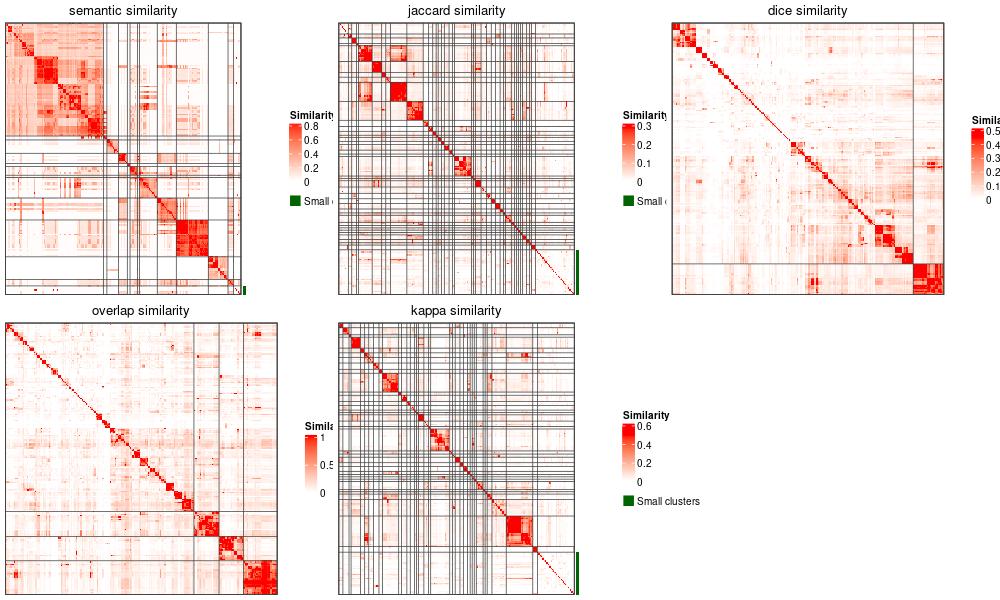 semantic similarity
jaccard similarity
dice similarity
Similarity
0.8
0.6
0.4
0.2
0
Small
Similarity
0.3
0.2
0.1
0
Small
Simila
0.5
0.4
0.3
0.2
0.1
0
overlap similarity
kappa similarity
Simila
1
0.5
0
Similarity
0.6
0.4
0.2
0
Small clusters